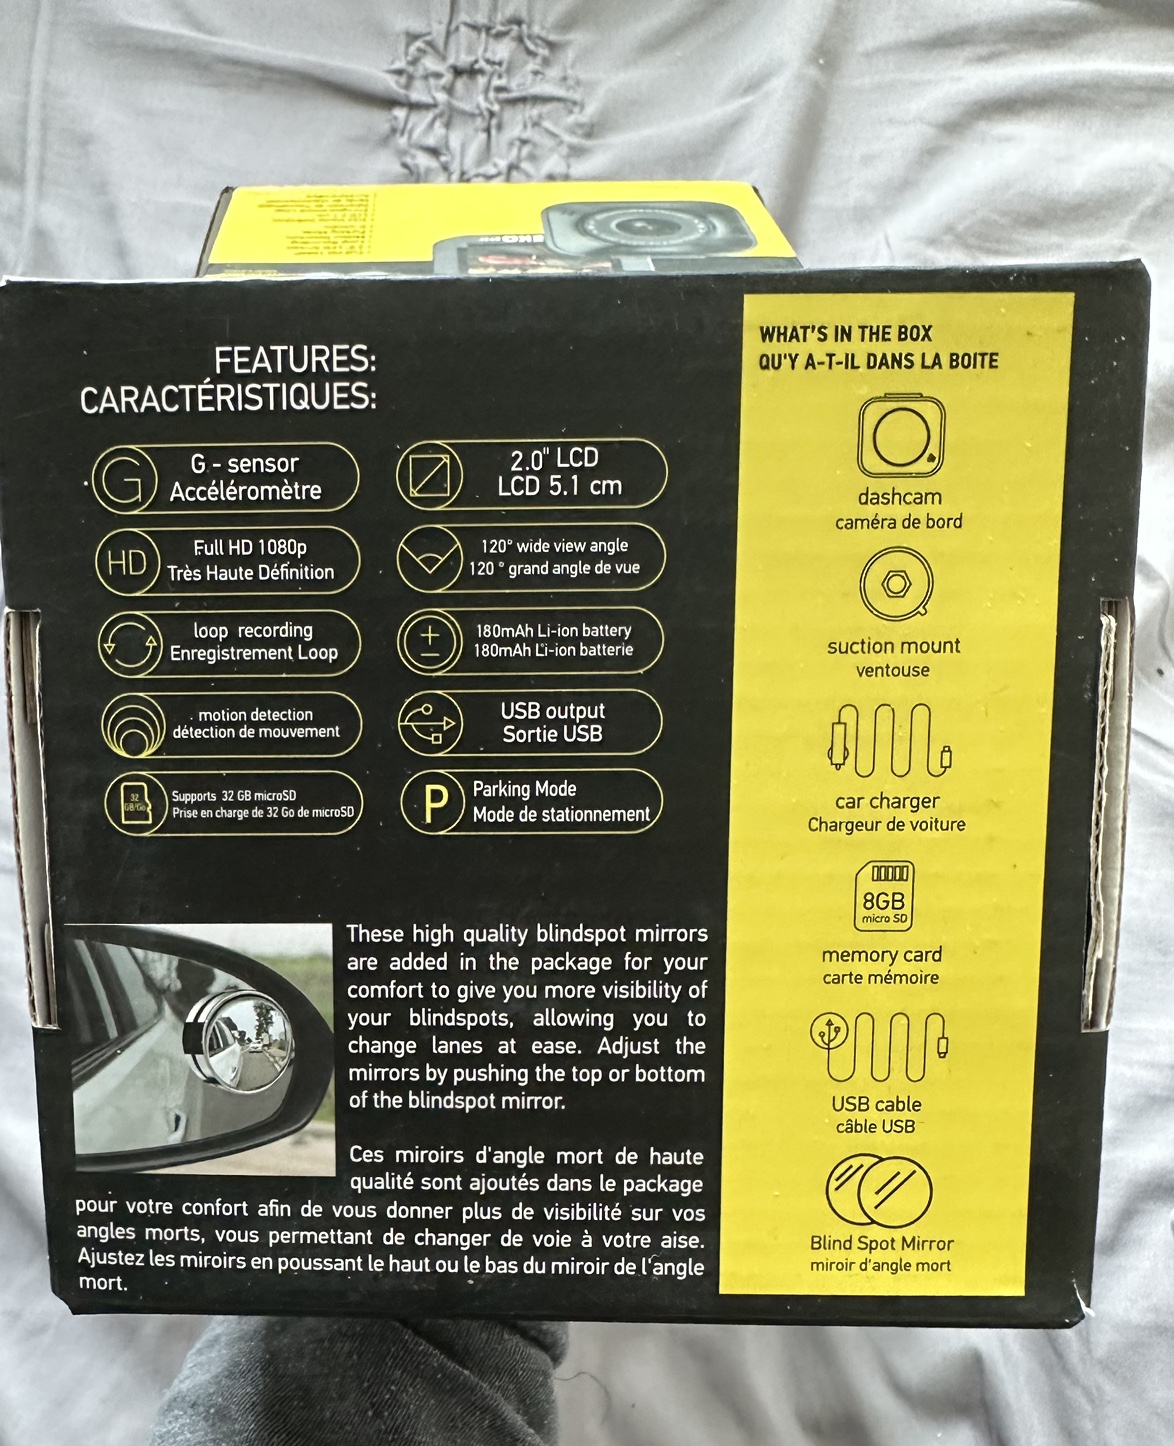 FEATURES:
CARACTÉRISTIQUES:
G - sensor
Accéléromètre
HD
Full HD 1080p
Très Haute Définition
loop recording
Enregistrement Loop
motion detection
détection de mouvement
32
GB/Go
Supports 32 GB microSD
Prise en charge de 32 Go de microSD
2.0" LCD
LCD 5.1 cm
120° wide view angle
120 ° grand angle de vue
180mAh Li-ion battery
180mAh Li-ion batterie
USB output
Sortie USB
P
Parking Mode
Mode de stationnement
These high quality blindspot mirrors
are added in the package for your
comfort to give you more visibility of
your blindspots, allowing you to
change lanes at ease. Adjust the
mirrors by pushing the top or bottom
of the blindspot mirror.
Ces miroirs d'angle mort de haute
qualité sont ajoutés dans le package
pour votre confort afin de vous donner plus de visibilité sur vos
angles morts, vous permettant de changer de voie à votre aise.
Ajustez les miroirs en poussant le haut ou le bas du miroir de l'angle
mort.
WHAT'S IN THE BOX
QU'Y A-T-IL DANS LA BOITE
dashcam
caméra de bord
suction mount
ventouse
car charger
Chargeur de voiture
8GB
micro SD
memory card
carte mémoire
USB cable
câble USB
Blind Spot Mirror
miroir d'angle mort